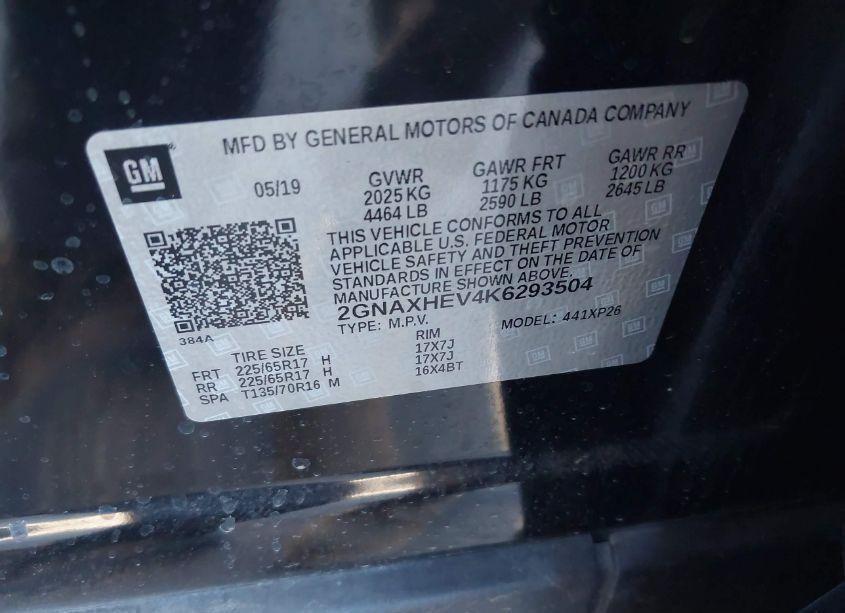 MFD BY GENERAL MOTORS OF CANADA COMPANY
GM
05/19
GVWR
2025 KG
4464 LB
GAWR FRT
1175 KG
2590 LB
GAWR RR
1200 KG
2645 LB
THIS VEHICLE CONFORMS TO ALL
APPLICABLE U.S. FEDERAL MOTOR
VEHICLE SAFETY AND THEFT PREVENTION
STANDARDS IN EFFECT ON THE DATE OF
MANUFACTURE SHOWN ABOVE.
2GNAXHEV4K6293504
TYPE: M.P.V. MODEL: 441XP26
384A
TIRE SIZE RIM
FRT 225/65R17 H 17X7J
RR 225/65R17 H 17X7J
SPA T135/70R16 M 16X4BT